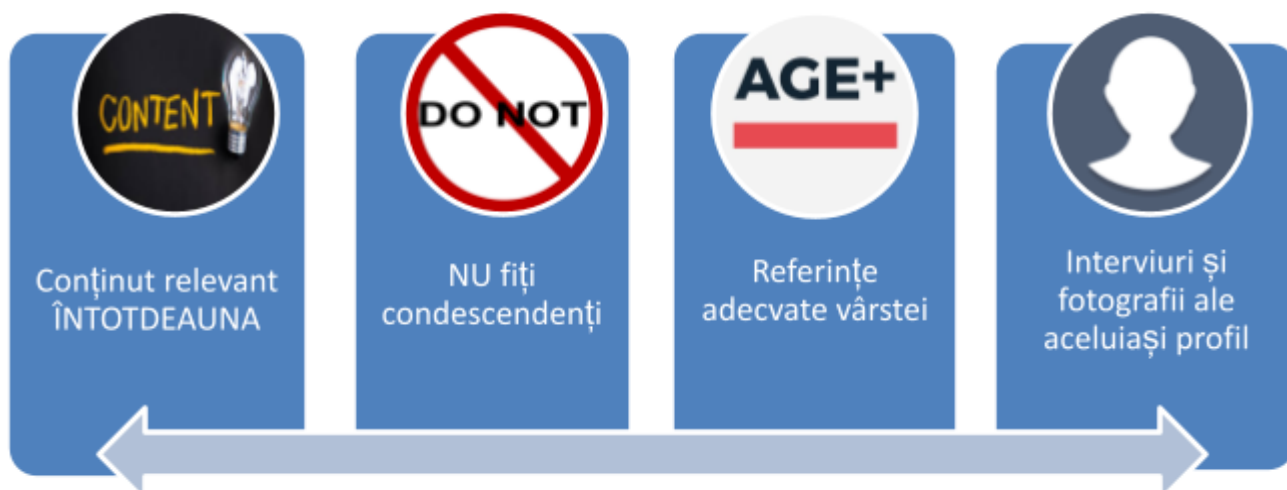 CONTENT
DO NOT
AGE+
Conținut relevant
ÎNTOTDEAUNA
NU fiți
condescendenți
Referințe
adecvate vârstei
Interviuri și
fotografii ale
aceluiași profil